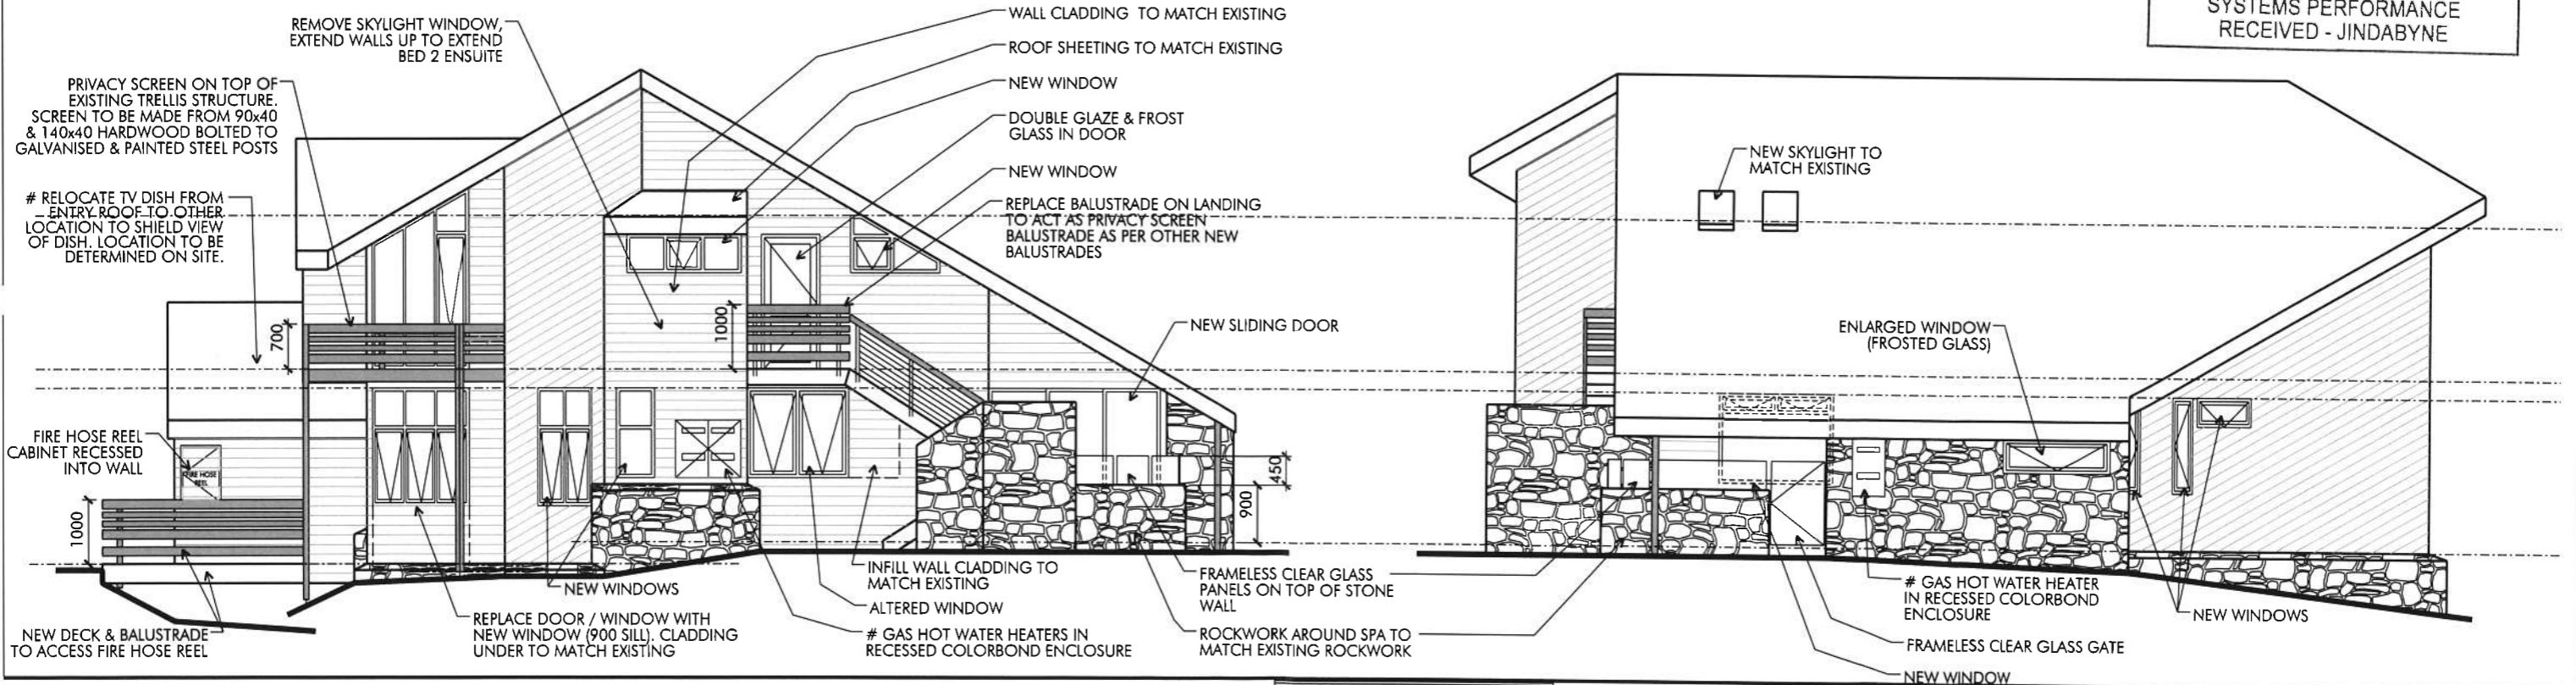 SYSTEMS PERFORMANCE
RECEIVED - JINDABYNE
REMOVE SKYLIGHT WINDOW,
EXTEND WALLS UP TO EXTEND
BED 2 ENSUITE
PRIVACY SCREEN ON TOP OF
EXISTING TRELLIS STRUCTURE.
SCREEN TO BE MADE FROM 90x40
& 140x40 HARDWOOD BOLTED TO
GALVANISED & PAINTED STEEL POSTS
# RELOCATE TV DISH FROM
ENTRY ROOF TO OTHER
LOCATION TO SHIELD VIEW
OF DISH. LOCATION TO BE
DETERMINED ON SITE.
FIRE HOSE REEL
CABINET RECESSED
INTO WALL
FIRE HOSE
REEL
1000
700
1000
NEW DECK & BALUSTRADE
TO ACCESS FIRE HOSE REEL
WALL CLADDING TO MATCH EXISTING
ROOF SHEETING TO MATCH EXISTING
NEW WINDOW
DOUBLE GLAZE & FROST
GLASS IN DOOR
NEW WINDOW
REPLACE BALUSTRADE ON LANDING
TO ACT AS PRIVACY SCREEN
BALUSTRADE AS PER OTHER NEW
BALUSTRADES
NEW SLIDING DOOR
450
900
NEW WINDOWS
REPLACE DOOR / WINDOW WITH
NEW WINDOW (900 SILL). CLADDING
UNDER TO MATCH EXISTING
INFILL WALL CLADDING TO
MATCH EXISTING
ALTERED WINDOW
# GAS HOT WATER HEATERS IN
RECESSED COLORBOND ENCLOSURE
FRAMELESS CLEAR GLASS
PANELS ON TOP OF STONE
WALL
ROCKWORK AROUND SPA TO
MATCH EXISTING ROCKWORK
NEW SKYLIGHT TO
MATCH EXISTING
ENLARGED WINDOW
(FROSTED GLASS)
# GAS HOT WATER HEATER
IN RECESSED COLORBOND
ENCLOSURE
FRAMELESS CLEAR GLASS GATE
NEW WINDOW
NEW WINDOWS